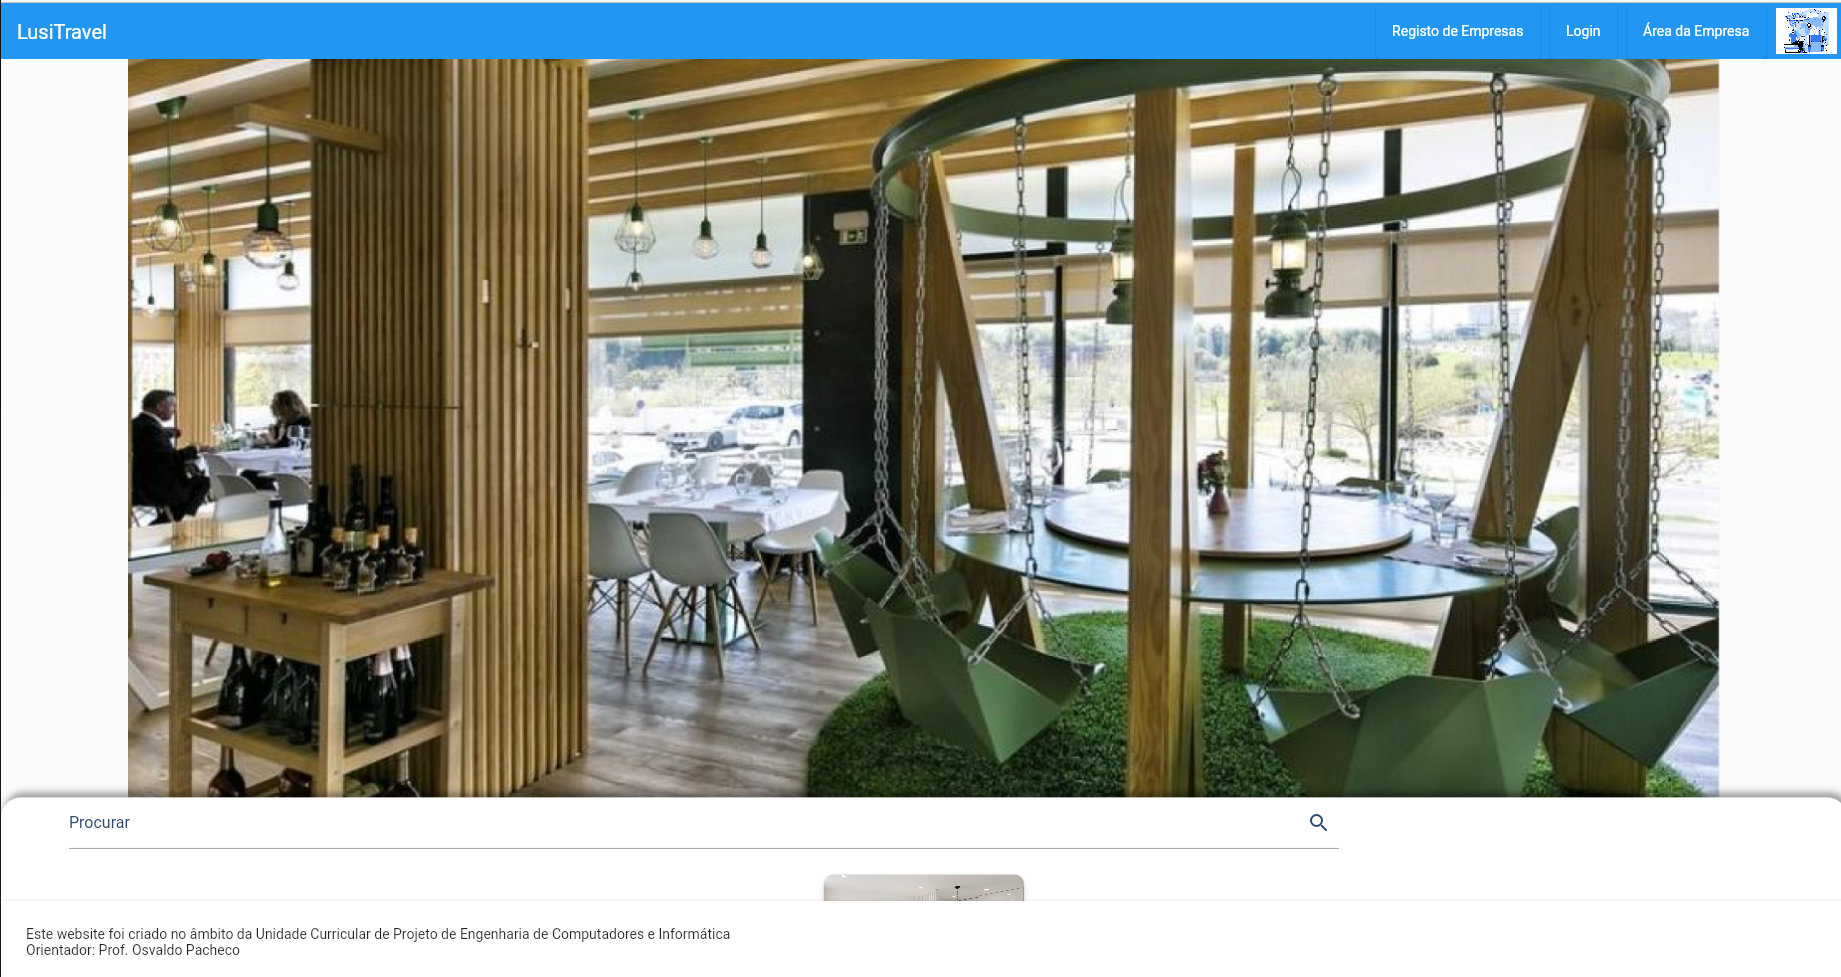 LusiTravel
Registo de Empresas
Login
Área da Empresa
Procurar
Este website foi criado no âmbito da Unidade Curricular de Projeto de Engenharia de Computadores e Informática
Orientador: Prof. Osvaldo Pacheco